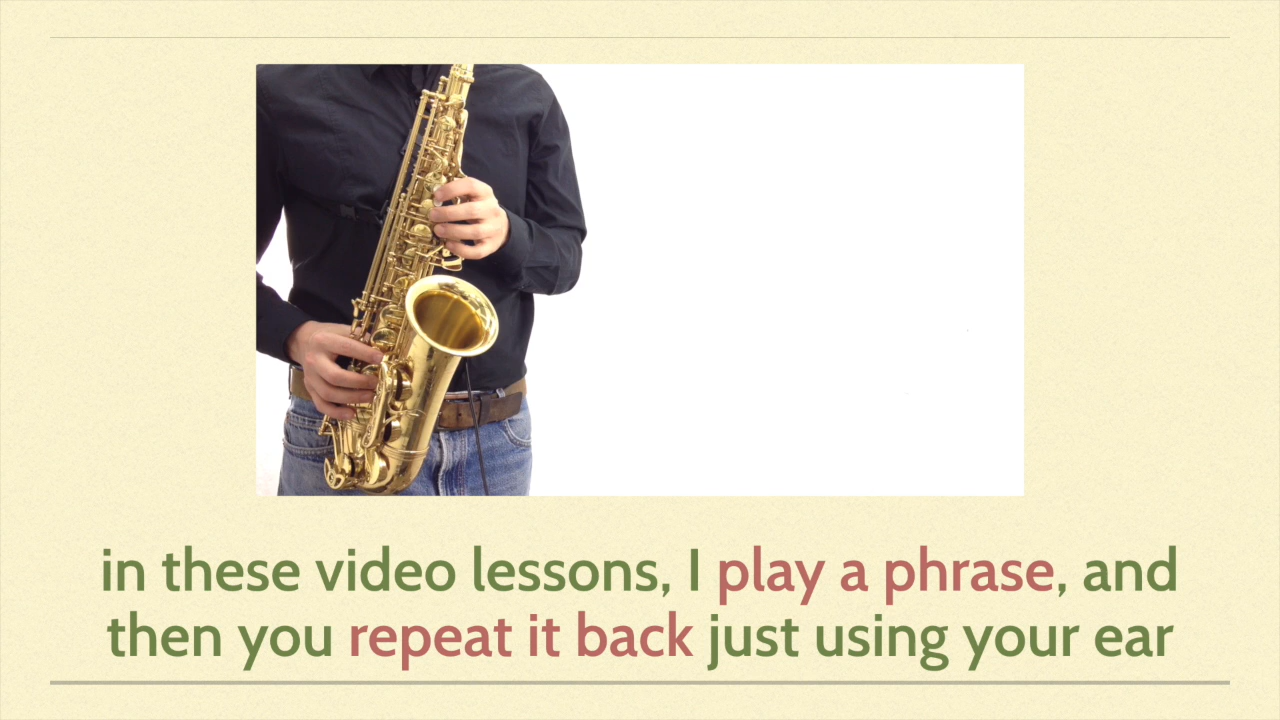 in these video lessons, I play a phrase, and
then you repeat it back just using your ear